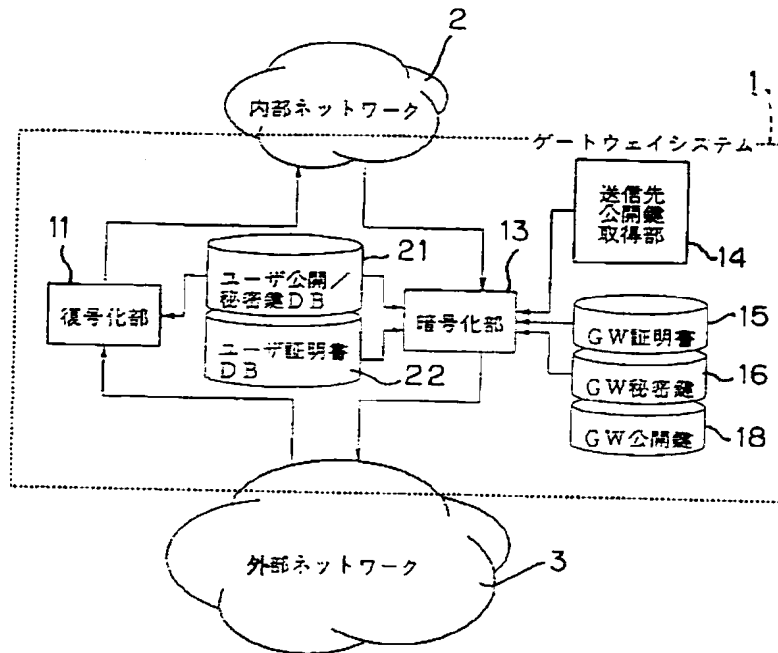 2
内部ネットワーク
1
ゲートウェイシステム
送信先
公開鍵
取得部
14
11
復号化部
21
ユーザ公開/
秘密鍵DB
ユーザ証明書
DB
22
13
暗号化部
15
GW証明書
16
GW秘密鍵
18
GW公開鍵
外部ネットワーク
3